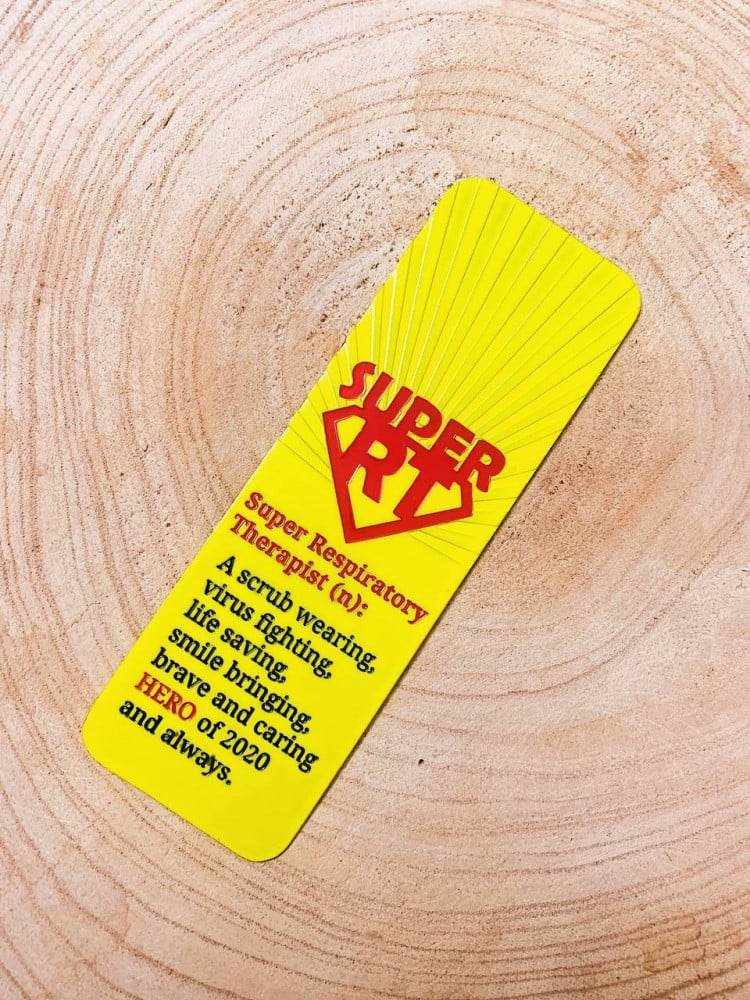 SUPER
RT
Super Respiratory
Therapist (n):
A scrub wearing,
virus fighting,
life saving,
smile bringing,
brave and caring
HERO of 2020
and always.